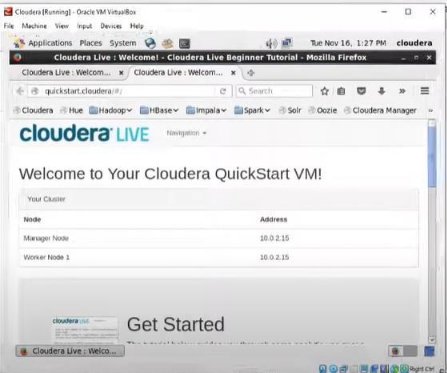 Cloudera [Running] - Oracle VM VirtualBox
File Machine View Input Devices Help
Applications Places System Tue Nov 16, 1:27 PM cloudera
Cloudera Live : Welcome! - Cloudera Live Beginner Tutorial - Mozilla Firefox
Cloudera Live : Welcom... × Cloudera Live : Welcom... ×
quickstart.cloudera/#/ Search
Cloudera Hue Hadoop HBase Impala Spark Solr Oozie Cloudera Manager
cloudera LIVE Navigation
Welcome to Your Cloudera QuickStart VM!
Your Cluster
Node Address
Manager Node 10.0.2.15
Worker Node 1 10.0.2.15
cloudera LIVE
Get Started
Cloudera Live : Welco...
Right Ctrl